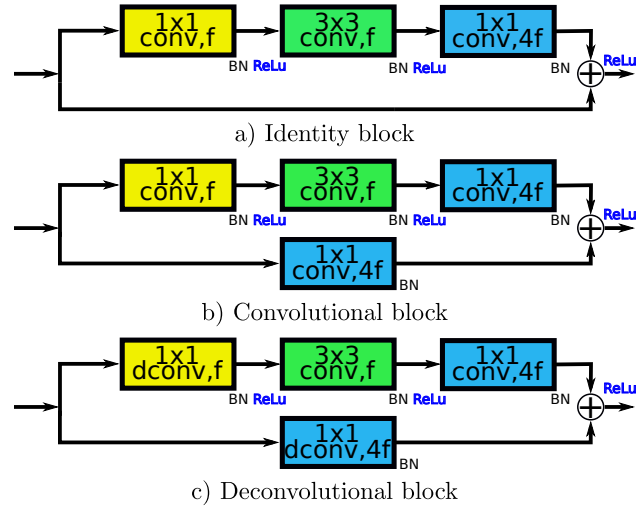 1x1 3x3 1x1
conv,f conv,f conv,4f
BN ReLu BN ReLu BN ReLu
a) Identity block
1x1 3x3 1x1
conv,f conv,f conv,4f
BN ReLu BN ReLu BN ReLu
1x1
conv,4f
BN
b) Convolutional block
1x1 3x3 1x1
dconv,f conv,f conv,4f
BN ReLu BN ReLu BN ReLu
1x1
dconv,4f
BN
c) Deconvolutional block